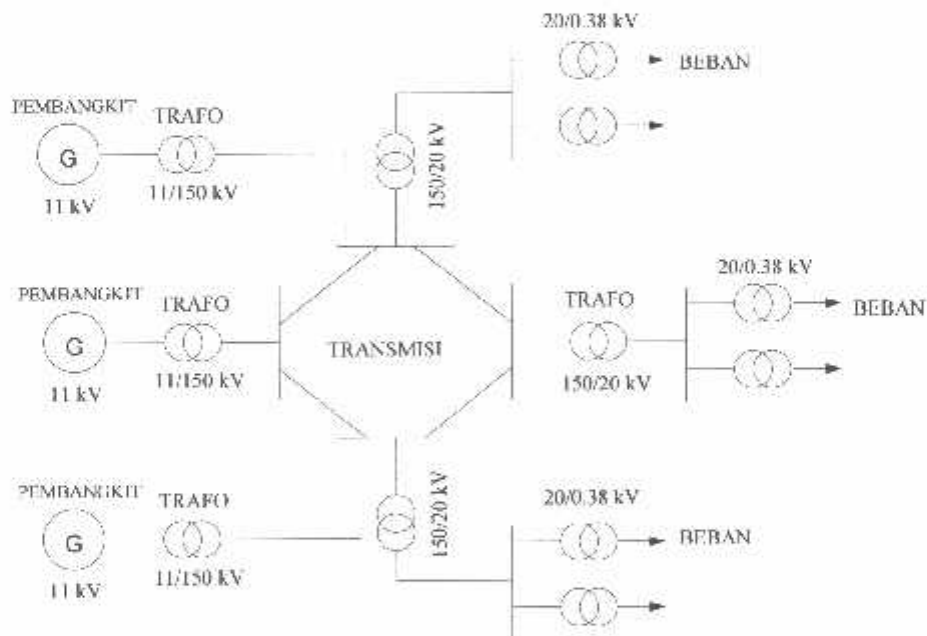 20/0.38 kV
BEBAN
PEMBANGKIT
TRAFO
G
11 kV
11/150 kV
150/20 kV
PEMBANGKIT
TRAFO
G
11 kV
11/150 kV
TRANSMISI
TRAFO
150/20 kV
20/0.38 kV
BEBAN
PEMBANGKIT
TRAFO
G
11 kV
11/150 kV
150/20 kV
20/0.38 kV
BEBAN